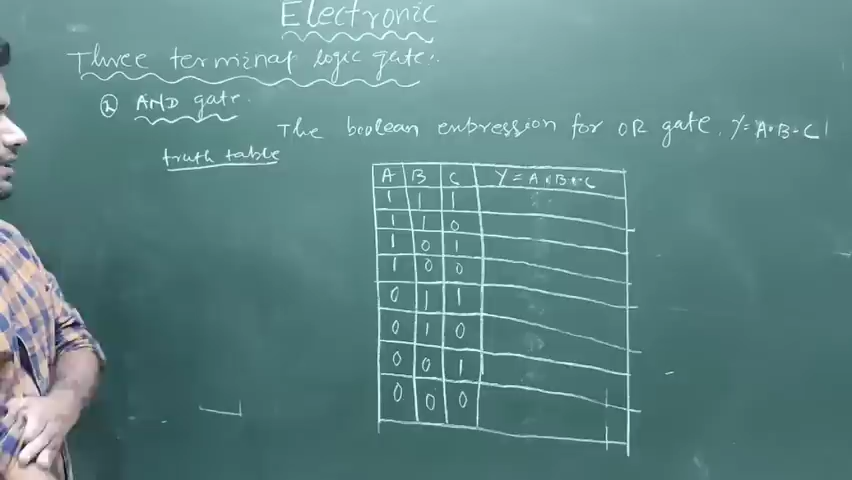 Electronic
Three terminal logic gate:
② AND gate.
The boolean enbression for OR gate, Y=A•B•C
truth table
A B C Y=A•B•C
1 1 1
1 1 0
1 0 1
1 0 0
0 1 1
0 1 0
0 0 1
0 0 0